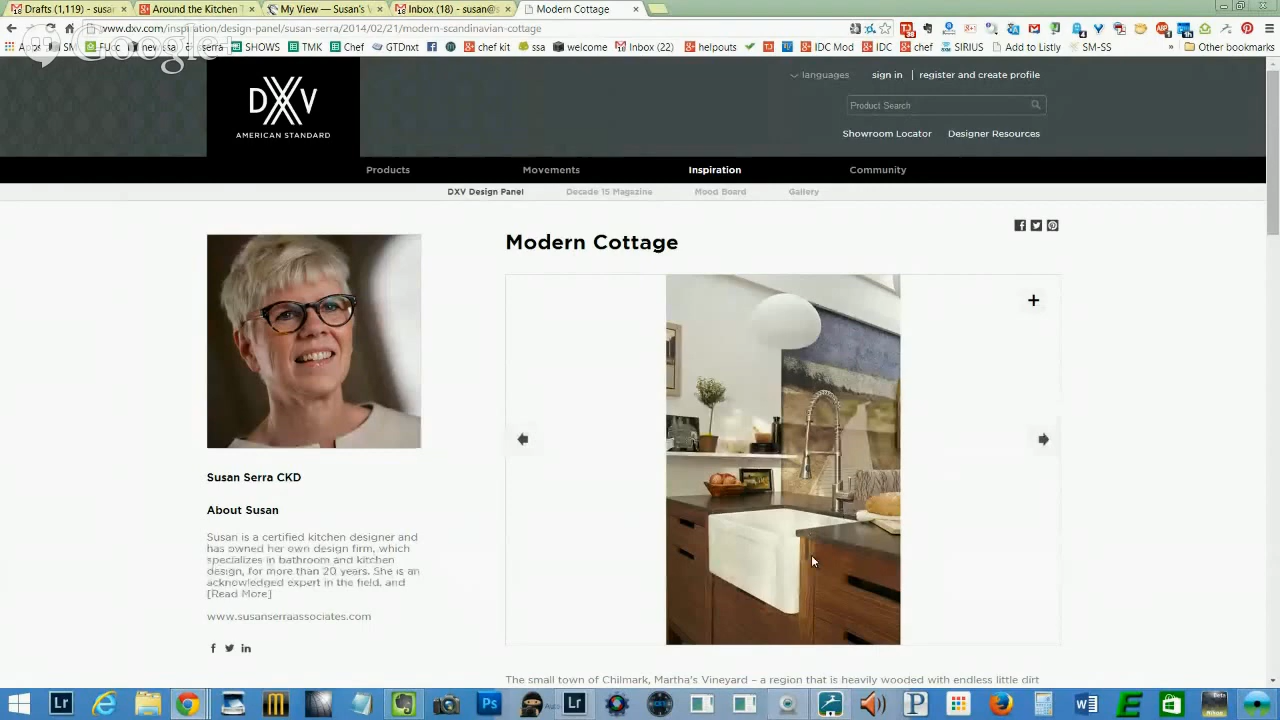 Drafts (1,119) - susan@
Around the Kitchen
My View — Susan's
Inbox (18) - susan@s
Modern Cottage
www.dxv.com/inspiration/design-panel/susan-serra/2014/02/21/modern-scandinavian-cottage
Google+
SM
SHOWS
TMK
Chef
GTDnxt
chef kit
ssa
welcome
Inbox (22)
helpouts
IDC Mod
IDC
SIRIUS
Add to Listly
SM-SS
Other bookmarks
languages
sign in | register and create profile
DXV
AMERICAN STANDARD
Product Search
Showroom Locator
Designer Resources
Products
Movements
Inspiration
Community
DXV Design Panel
Decade 15 Magazine
Mood Board
Gallery
Modern Cottage
Susan Serra CKD
About Susan
Susan is a certified kitchen designer and
has owned her own design firm, which
specializes in bathroom and kitchen
design, for more than 20 years. She is an
acknowledged expert in the field, and
[Read More]
www.susanserraassociates.com
The small town of Chilmark, Martha's Vineyard – a region that is heavily wooded with endless little dirt